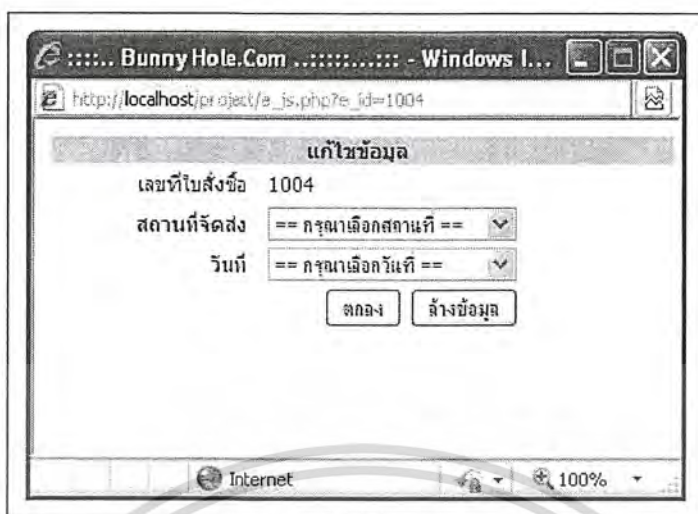 ::::.. Bunny Hole.Com ..:::::...::: - Windows I...
http://localhost/project/e_js.php?e_id=1004
แก้ไขข้อมูล
เลขที่ใบสั่งซื้อ 1004
สถานที่จัดส่ง == กรุณาเลือกสถานที่ ==
วันที่ == กรุณาเลือกวันที่ ==
ตกลง ล้างข้อมูล
Internet 100%